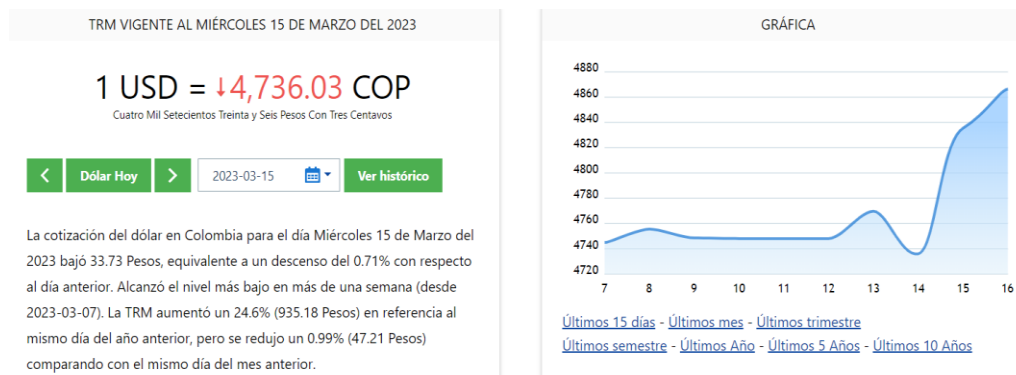 TRM VIGENTE AL MIÉRCOLES 15 DE MARZO DEL 2023
1 USD = ↓4,736.03 COP
Cuatro Mil Setecientos Treinta y Seis Pesos Con Tres Centavos
Dólar Hoy
2023-03-15
Ver histórico
La cotización del dólar en Colombia para el día Miércoles 15 de Marzo del
2023 bajó 33.73 Pesos, equivalente a un descenso del 0.71% con respecto
al día anterior. Alcanzó el nivel más bajo en más de una semana (desde
2023-03-07). La TRM aumentó un 24.6% (935.18 Pesos) en referencia al
mismo día del año anterior, pero se redujo un 0.99% (47.21 Pesos)
comparando con el mismo día del mes anterior.
GRÁFICA
4880
4860
4840
4820
4800
4780
4760
4740
4720
7 8 9 10 11 12 13 14 15 16
Últimos 15 días - Últimos mes - Último trimestre
Últimos semestre - Últimos Año - Últimos 5 Años - Últimos 10 Años